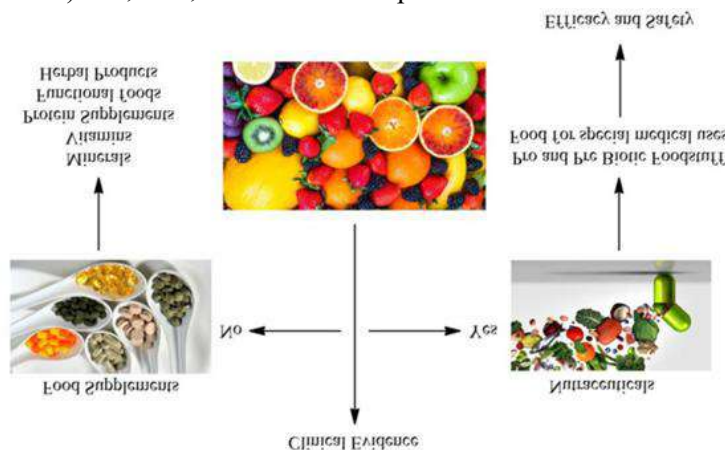 Clinical Evidence
Food Supplements
Nutraceuticals
No
Yes
Minerals
Vitamins
Protein Supplements
Functional foods
Herbal Products
Pro and Pre Biotic Foodstuff
Food for special medical uses
Efficacy and Safety